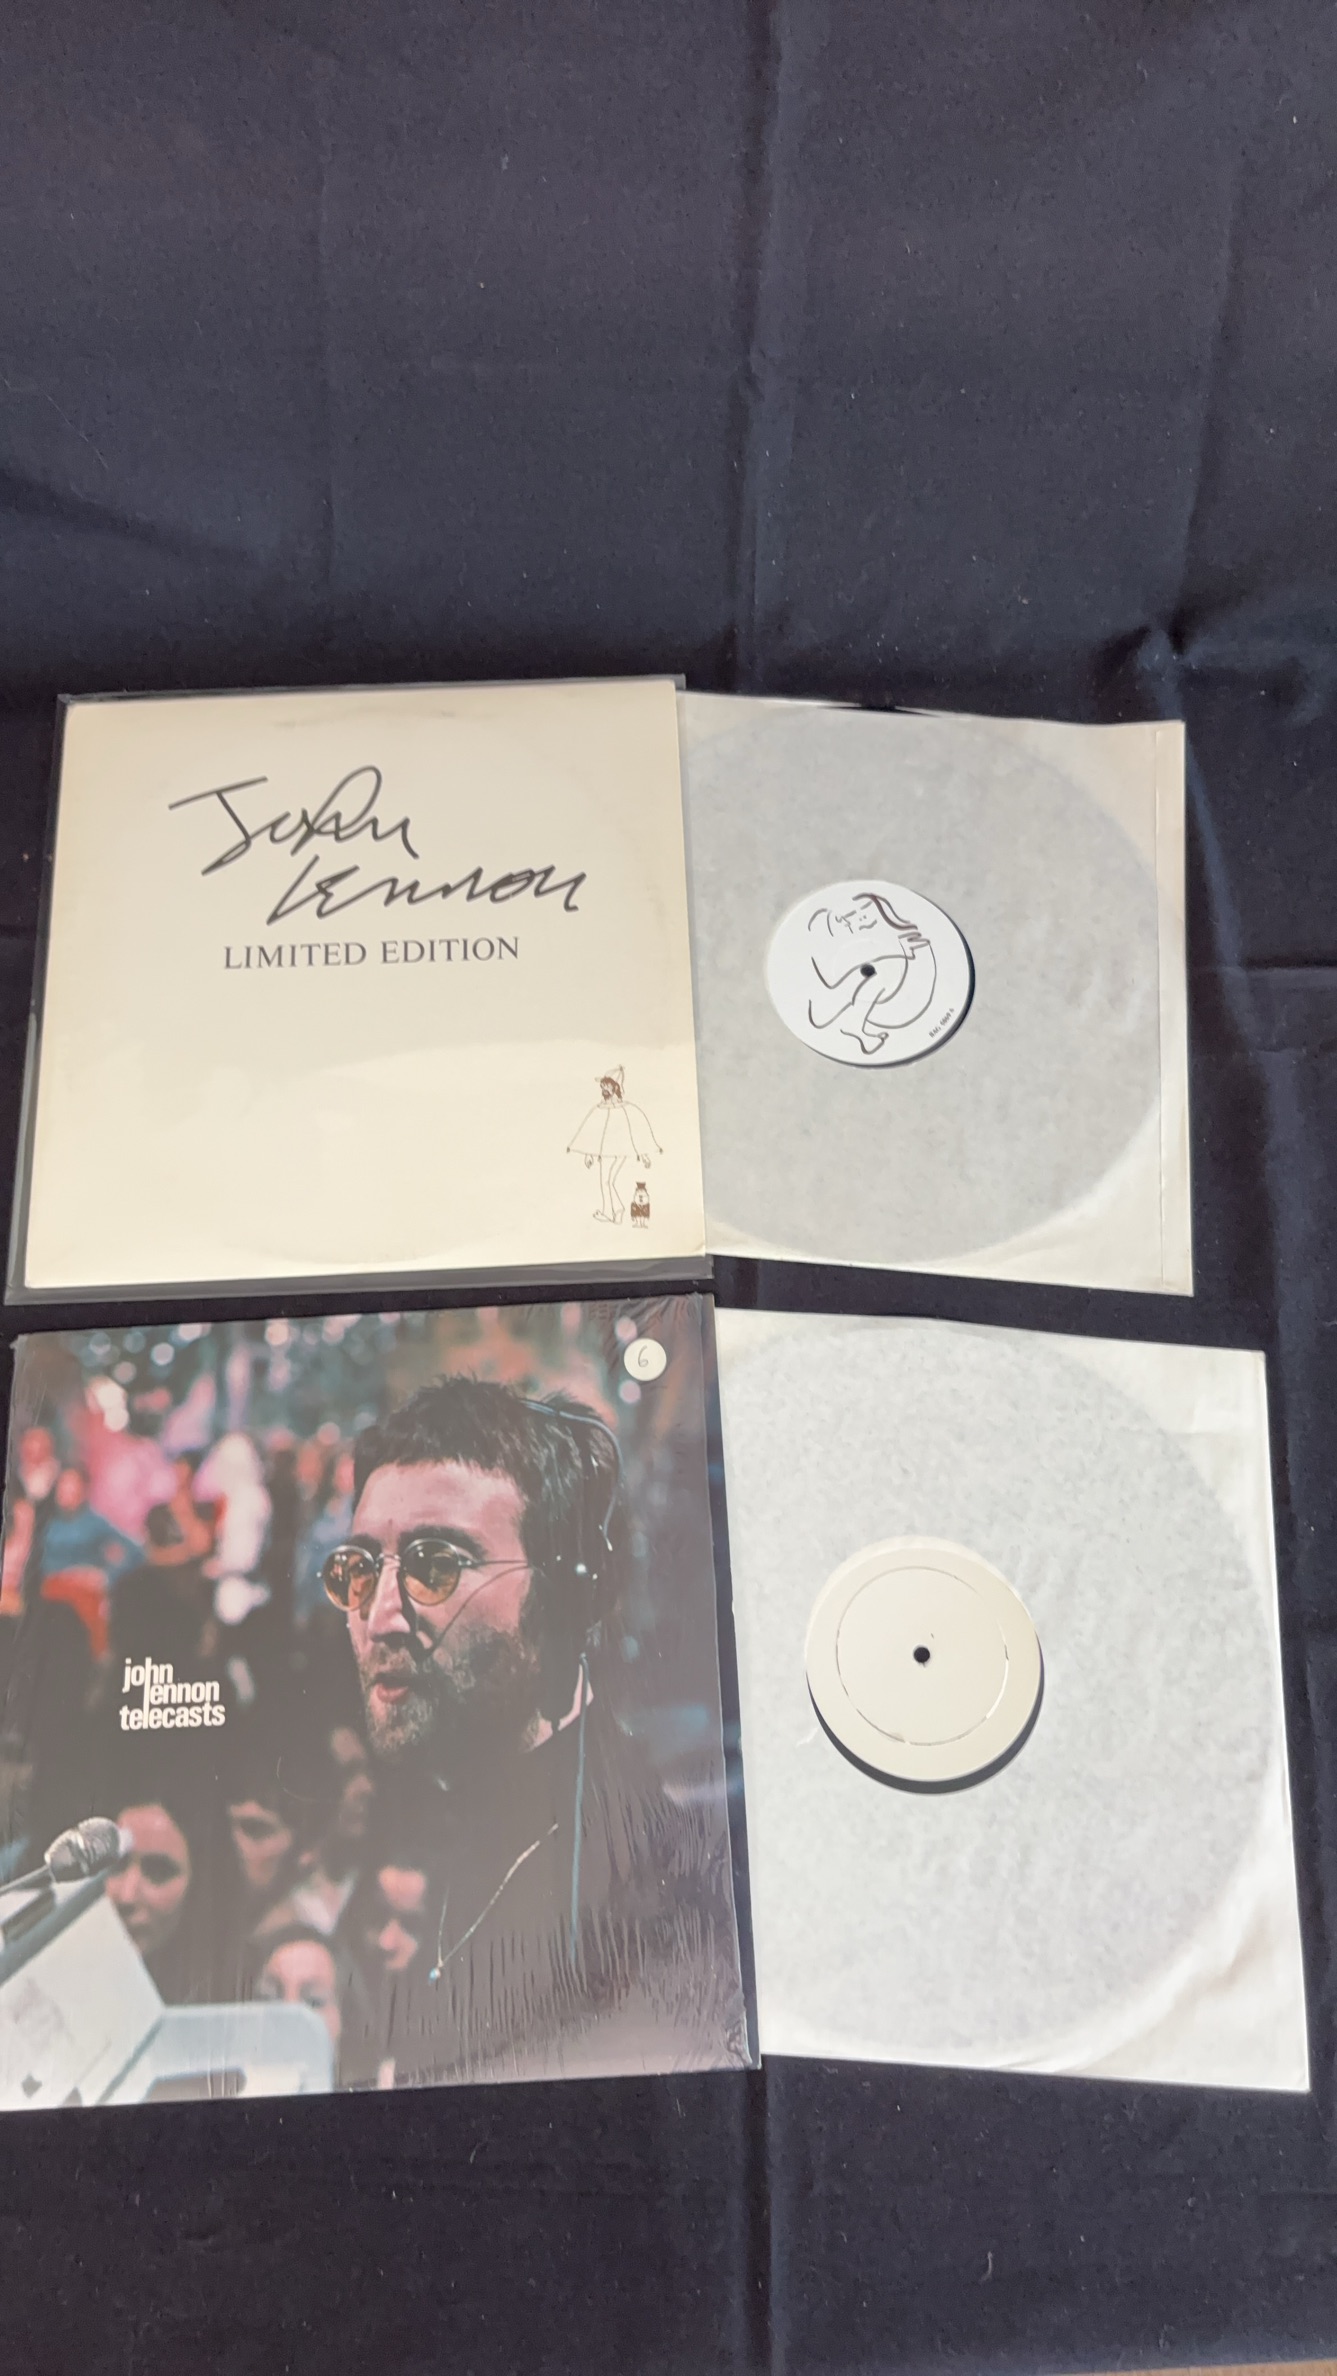 John
Lennon
LIMITED EDITION
6
john
lennon
telecasts